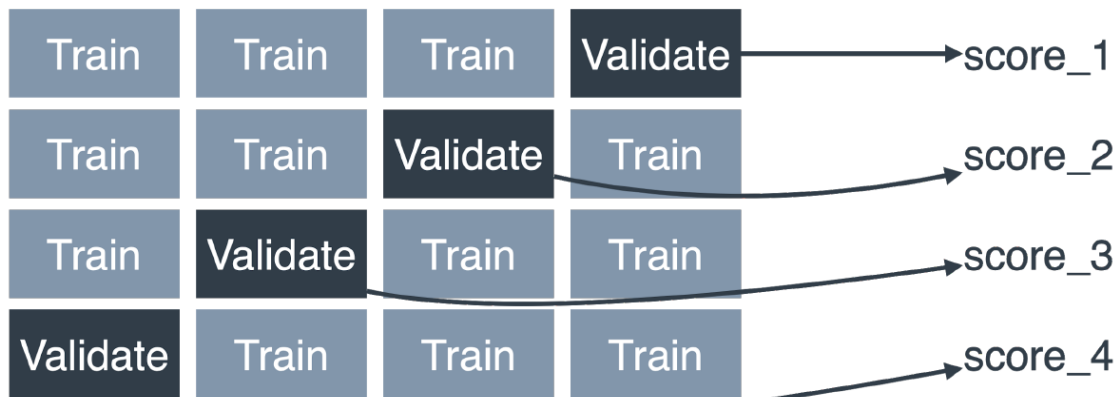 Train Train Train Validate score_1
Train Train Validate Train score_2
Train Validate Train Train score_3
Validate Train Train Train score_4